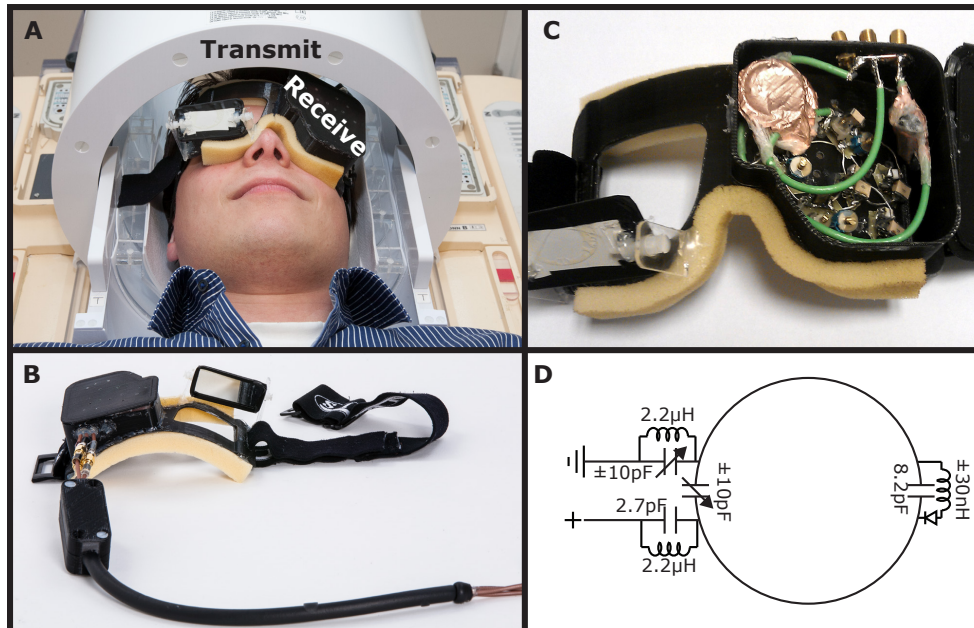 A
Transmit
Receive
B
C
D
2.2µH
±10pF
±10pF
2.7pF
2.2µH
8.2pF
±30nH